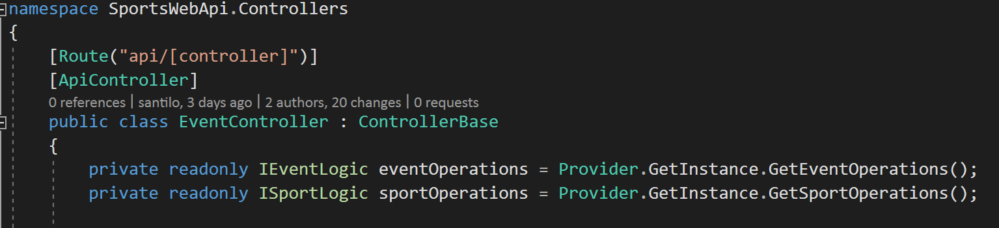 namespace SportsWebApi.Controllers
{
[Route("api/[controller]")]
[ApiController]
0 references | santilo, 3 days ago | 2 authors, 20 changes | 0 requests
public class EventController : ControllerBase
{
private readonly IEventLogic eventOperations = Provider.GetInstance.GetEventOperations();
private readonly ISportLogic sportOperations = Provider.GetInstance.GetSportOperations();